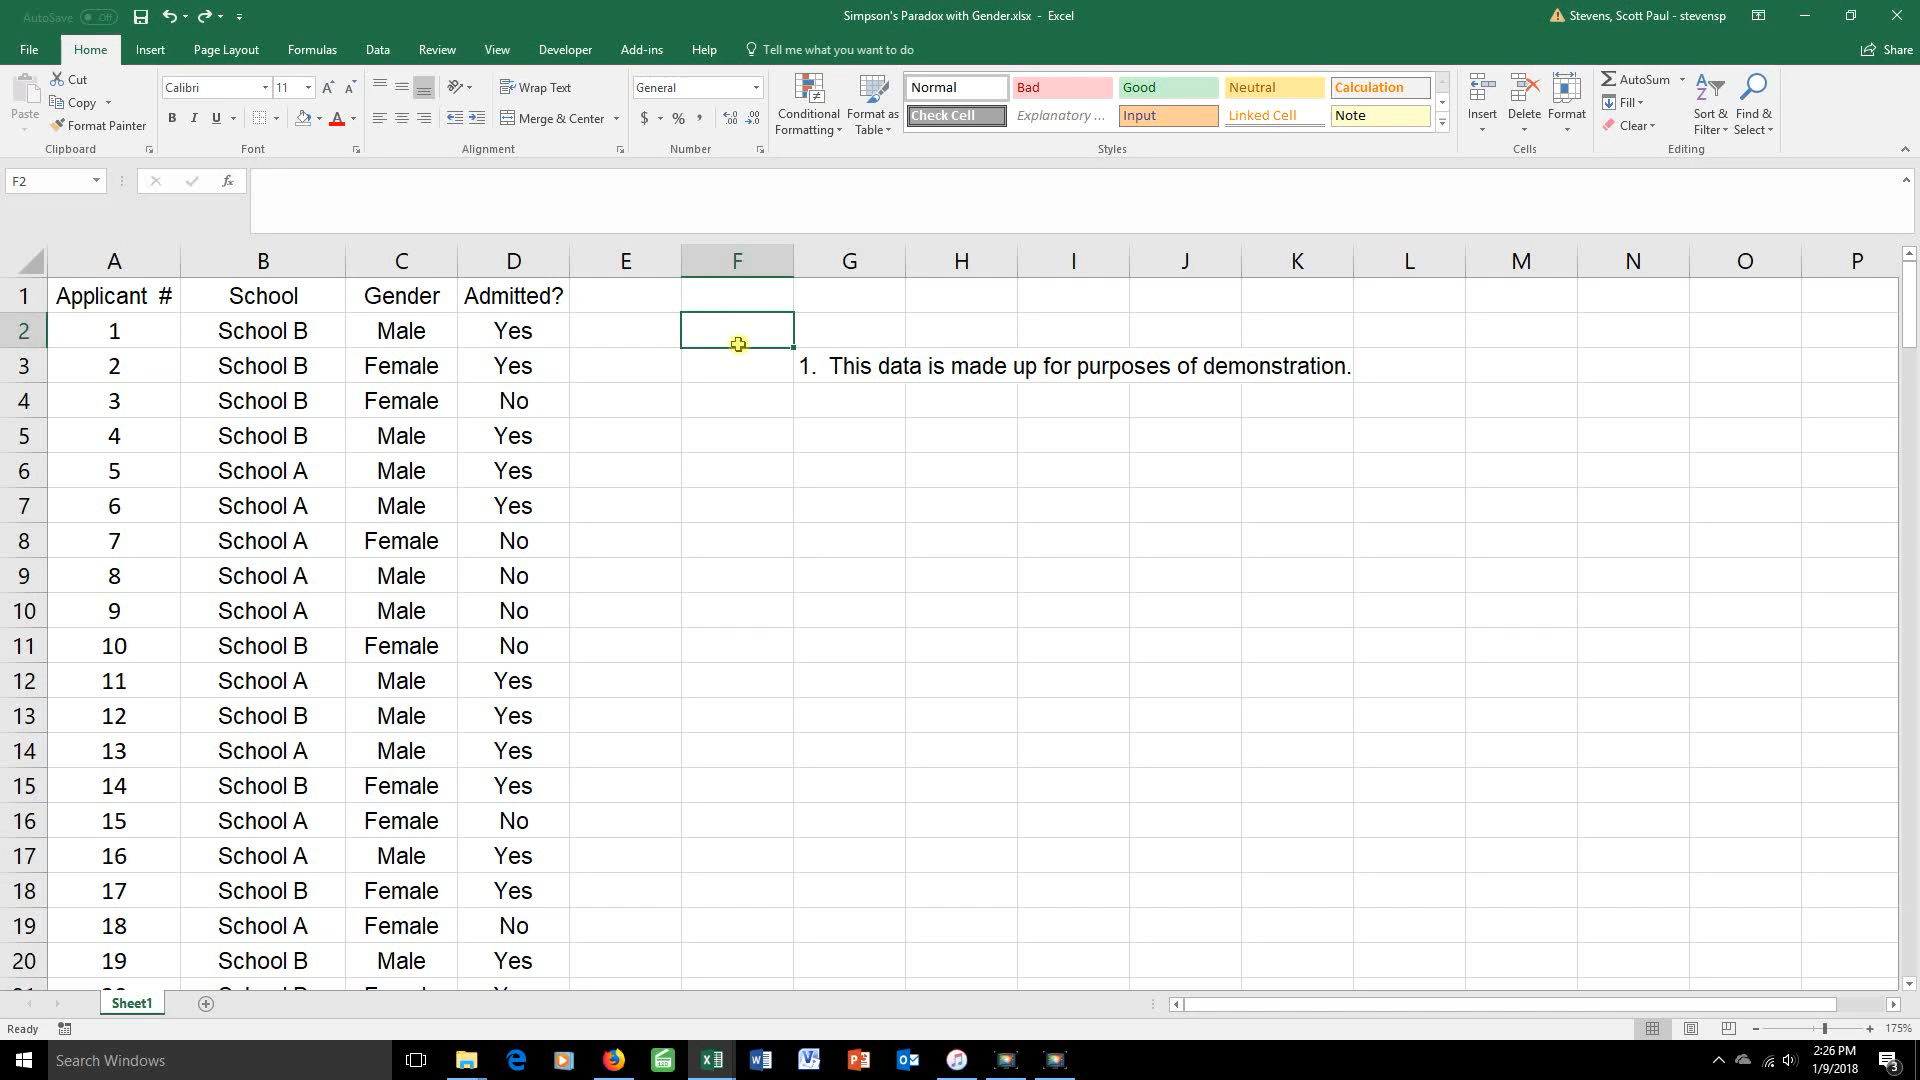 AutoSave Off
Simpson's Paradox with Gender.xlsx - Excel
Stevens, Scott Paul - stevensp
File Home Insert Page Layout Formulas Data Review View Developer Add-ins Help Tell me what you want to do Share
Paste
Cut
Copy
Format Painter
Clipboard
Calibri 11
B I U
Font
Wrap Text
Merge & Center
Alignment
General
$ % ,
Number
Conditional Formatting
Format as Table
Normal Bad Good Neutral Calculation
Check Cell Explanatory ... Input Linked Cell Note
Styles
Insert Delete Format
Cells
AutoSum
Fill
Clear
Sort & Filter
Find & Select
Editing
F2 fx
A B C D E F G H I J K L M N O P
1 Applicant # School Gender Admitted?
2 1 School B Male Yes
3 2 School B Female Yes 1. This data is made up for purposes of demonstration.
4 3 School B Female No
5 4 School B Male Yes
6 5 School A Male Yes
7 6 School A Male Yes
8 7 School A Female No
9 8 School A Male No
10 9 School A Male No
11 10 School B Female No
12 11 School A Male Yes
13 12 School B Male Yes
14 13 School A Male Yes
15 14 School B Female Yes
16 15 School A Female No
17 16 School A Male Yes
18 17 School B Female Yes
19 18 School A Female No
20 19 School B Male Yes
Sheet1
Ready 175%
Search Windows
2:26 PM
1/9/2018
3